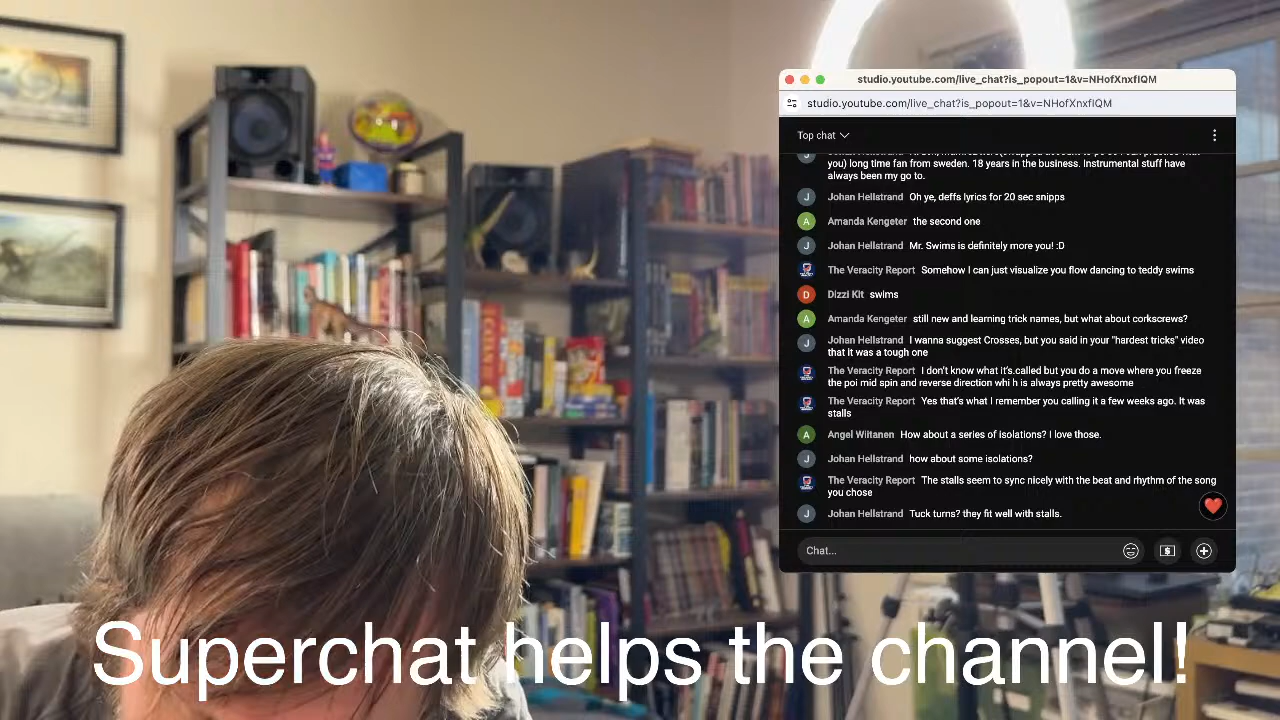 studio.youtube.com/live_chat?is_popout=1&v=NHofXnxfIQM
studio.youtube.com/live_chat?is_popout=1&v=NHofXnxfIQM
Top chat
you) long time fan from sweden. 18 years in the business. Instrumental stuff have
always been my go to.
J Johan Hellstrand Oh ye, deffs lyrics for 20 sec snipps
A Amanda Kengeter the second one
J Johan Hellstrand Mr. Swims is definitely more you! :D
The Veracity Report Somehow I can just visualize you flow dancing to teddy swims
D Dizzi Kit swims
A Amanda Kengeter still new and learning trick names, but what about corkscrews?
J Johan Hellstrand I wanna suggest Crosses, but you said in your "hardest tricks" video
that it was a tough one
The Veracity Report I don't know what it's.called but you do a move where you freeze
the poi mid spin and reverse direction whi h is always pretty awesome
The Veracity Report Yes that's what I remember you calling it a few weeks ago. It was
stalls
A Angel Wiitanen How about a series of isolations? I love those.
J Johan Hellstrand how about some isolations?
The Veracity Report The stalls seem to sync nicely with the beat and rhythm of the song
you chose
J Johan Hellstrand Tuck turns? they fit well with stalls.
Chat...
Superchat helps the channel!